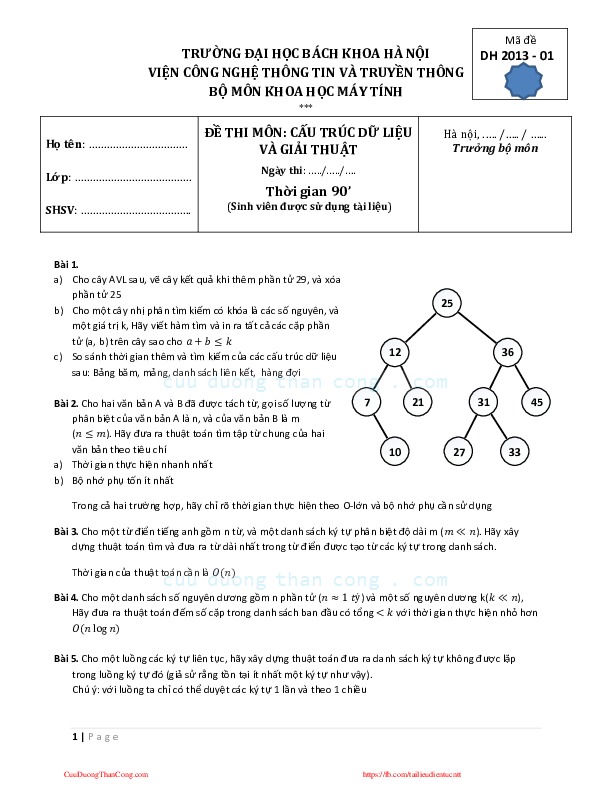 Mã đề
DH 2013 - 01
TRƯỜNG ĐẠI HỌC BÁCH KHOA HÀ NỘI
VIỆN CÔNG NGHỆ THÔNG TIN VÀ TRUYỀN THÔNG
BỘ MÔN KHOA HỌC MÁY TÍNH
***
Họ tên: ................................
Lớp: .......................................
SHSV: .....................................
ĐỀ THI MÔN: CẤU TRÚC DỮ LIỆU
VÀ GIẢI THUẬT
Ngày thi: ...../...../....
Thời gian 90’
(Sinh viên được sử dụng tài liệu)
Hà nội, ..... /..... / ......
Trưởng bộ môn
Bài 1.
a) Cho cây AVL sau, vẽ cây kết quả khi thêm phần tử 29, và xóa
phần tử 25
b) Cho một cây nhị phân tìm kiếm có khóa là các số nguyên, và
một giá trị k, Hãy viết hàm tìm và in ra tất cả các cặp phần
tử (a, b) trên cây sao cho a + b ≤ k
c) So sánh thời gian thêm và tìm kiếm của các cấu trúc dữ liệu
sau: Bảng băm, mảng, danh sách liên kết, hàng đợi
25
12 36
7 21 31 45
10 27 33
cuu duong than cong . com
Bài 2. Cho hai văn bản A và B đã được tách từ, gọi số lượng từ
phân biệt của văn bản A là n, và của văn bản B là m
(n ≤ m). Hãy đưa ra thuật toán tìm tập từ chung của hai
văn bản theo tiêu chí
a) Thời gian thực hiện nhanh nhất
b) Bộ nhớ phụ tốn ít nhất
Trong cả hai trường hợp, hãy chỉ rõ thời gian thực hiện theo O-lớn và bộ nhớ phụ cần sử dụng
Bài 3. Cho một từ điển tiếng anh gồm n từ, và một danh sách ký tự phân biệt độ dài m (m ≪ n). Hãy xây
dựng thuật toán tìm và đưa ra từ dài nhất trong từ điển được tạo từ các ký tự trong danh sách.
Thời gian của thuật toán cần là O(n)
cuu duong than cong . com
Bài 4. Cho một danh sách số nguyên dương gồm n phần tử (n ≈ 1 tỷ) và một số nguyên dương k(k ≪ n),
Hãy đưa ra thuật toán đếm số cặp trong danh sách ban đầu có tổng < k với thời gian thực hiện nhỏ hơn
O(n log n)
Bài 5. Cho một luồng các ký tự liên tục, hãy xây dựng thuật toán đưa ra danh sách ký tự không được lặp
trong luồng ký tự đó (giả sử rằng tồn tại ít nhất một ký tự như vậy).
Chú ý: với luồng ta chỉ có thể duyệt các ký tự 1 lần và theo 1 chiều
1 | Page
CuuDuongThanCong.com https://fb.com/tailieudientucntt